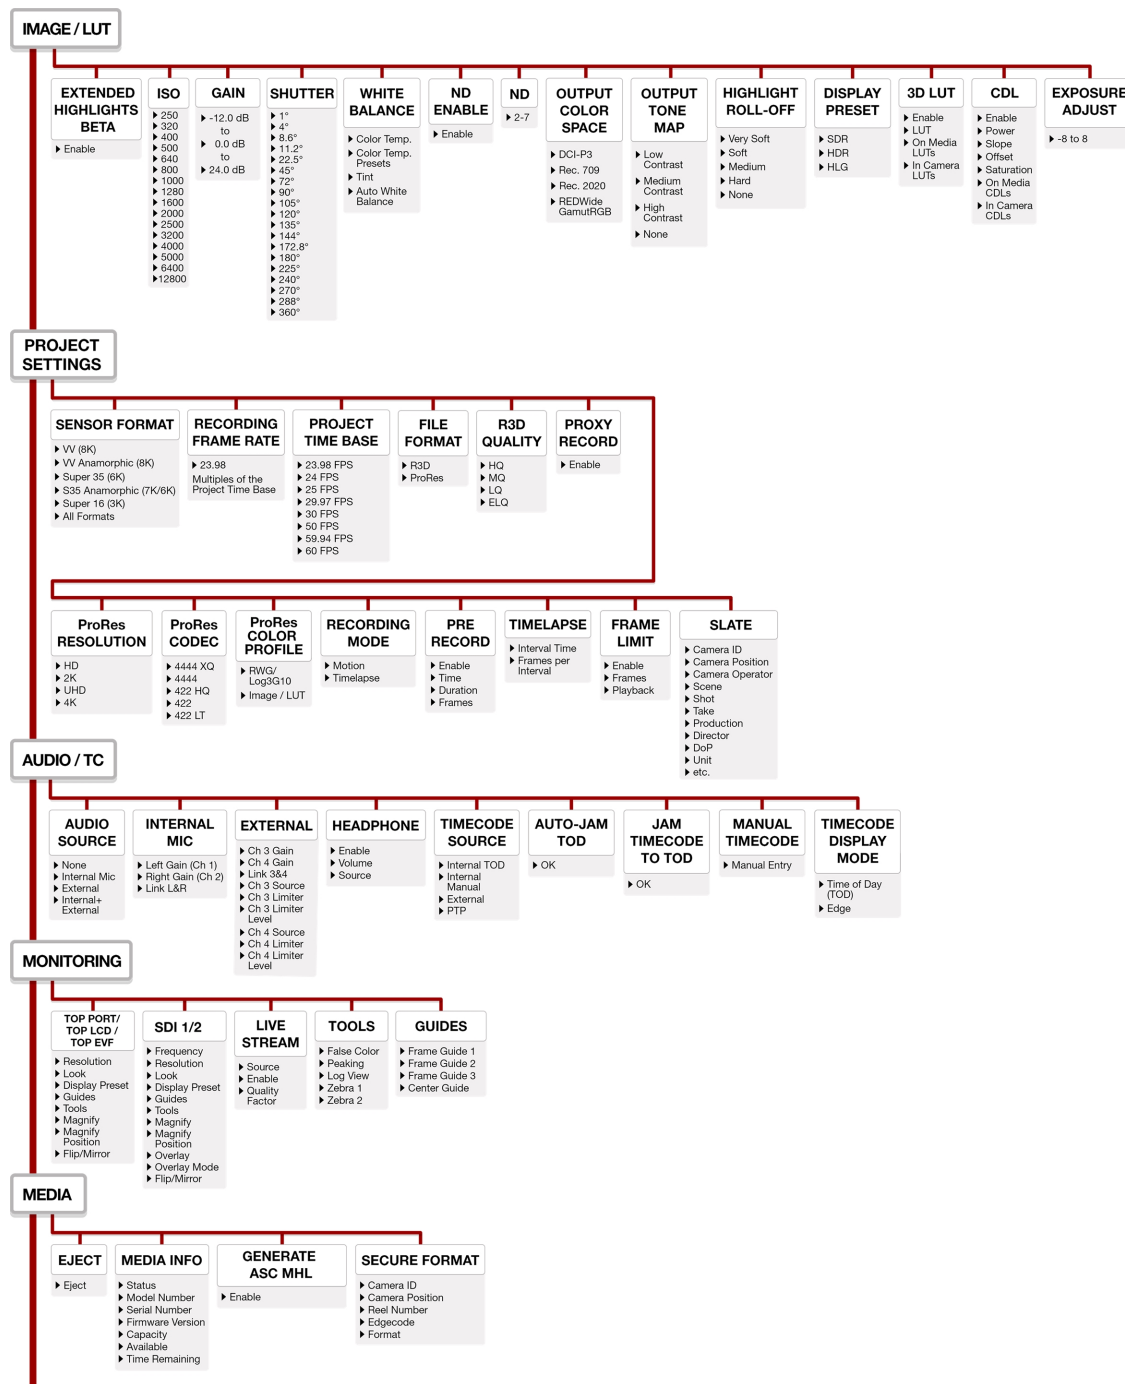 IMAGE / LUT
EXTENDED
HIGHLIGHTS
BETA
Enable
ISO
250
320
400
500
640
800
1000
1280
1600
2000
2500
3200
4000
5000
6400
12800
GAIN
-12.0 dB
to
0.0 dB
to
24.0 dB
SHUTTER
1°
4°
8.6°
11.2°
22.5°
45°
72°
90°
105°
120°
135°
144°
172.8°
180°
225°
240°
270°
288°
360°
WHITE
BALANCE
Color Temp.
Color Temp.
Presets
Tint
Auto White
Balance
ND
ENABLE
Enable
ND
2-7
OUTPUT
COLOR
SPACE
DCI-P3
Rec. 709
Rec. 2020
REDWide
GamutRGB
OUTPUT
TONE
MAP
Low
Contrast
Medium
Contrast
High
Contrast
None
HIGHLIGHT
ROLL-OFF
Very Soft
Soft
Medium
Hard
None
DISPLAY
PRESET
SDR
HDR
HLG
3D LUT
Enable
LUT
On Media
LUTs
In Camera
LUTs
CDL
Enable
Power
Slope
Offset
Saturation
On Media
CDLs
In Camera
CDLs
EXPOSURE
ADJUST
-8 to 8
PROJECT
SETTINGS
SENSOR FORMAT
VV (8K)
VV Anamorphic (8K)
Super 35 (6K)
S35 Anamorphic (7K/6K)
Super 16 (3K)
All Formats
RECORDING
FRAME RATE
23.98
Multiples of the
Project Time Base
PROJECT
TIME BASE
23.98 FPS
24 FPS
25 FPS
29.97 FPS
30 FPS
50 FPS
59.94 FPS
60 FPS
FILE
FORMAT
R3D
ProRes
R3D
QUALITY
HQ
MQ
LQ
ELQ
PROXY
RECORD
Enable
ProRes
RESOLUTION
HD
2K
UHD
4K
ProRes
CODEC
4444 XQ
4444
422 HQ
422
422 LT
ProRes
COLOR
PROFILE
RWG/
Log3G10
Image / LUT
RECORDING
MODE
Motion
Timelapse
PRE
RECORD
Enable
Time
Duration
Frames
TIMELAPSE
Interval Time
Frames per
Interval
FRAME
LIMIT
Enable
Frames
Playback
SLATE
Camera ID
Camera Position
Camera Operator
Scene
Shot
Take
Production
Director
DoP
Unit
etc.
AUDIO / TC
AUDIO
SOURCE
None
Internal Mic
External
Internal+
External
INTERNAL
MIC
Left Gain (Ch 1)
Right Gain (Ch 2)
Link L&R
EXTERNAL
Ch 3 Gain
Ch 4 Gain
Link 3&4
Ch 3 Source
Ch 3 Limiter
Ch 3 Limiter
Level
Ch 4 Source
Ch 4 Limiter
Ch 4 Limiter
Level
HEADPHONE
Enable
Volume
Source
TIMECODE
SOURCE
Internal TOD
Internal
Manual
External
PTP
AUTO-JAM
TOD
OK
JAM
TIMECODE
TO TOD
OK
MANUAL
TIMECODE
Manual Entry
TIMECODE
DISPLAY
MODE
Time of Day
(TOD)
Edge
MONITORING
TOP PORT/
TOP LCD /
TOP EVF
Resolution
Look
Display Preset
Guides
Tools
Magnify
Magnify
Position
Flip/Mirror
SDI 1/2
Frequency
Resolution
Look
Display Preset
Guides
Tools
Magnify
Magnify
Position
Overlay
Overlay Mode
Flip/Mirror
LIVE
STREAM
Source
Enable
Quality
Factor
TOOLS
False Color
Peaking
Log View
Zebra 1
Zebra 2
GUIDES
Frame Guide 1
Frame Guide 2
Frame Guide 3
Center Guide
MEDIA
EJECT
Eject
MEDIA INFO
Status
Model Number
Serial Number
Firmware Version
Capacity
Available
Time Remaining
GENERATE
ASC MHL
Enable
SECURE FORMAT
Camera ID
Camera Position
Reel Number
Edgecode
Format